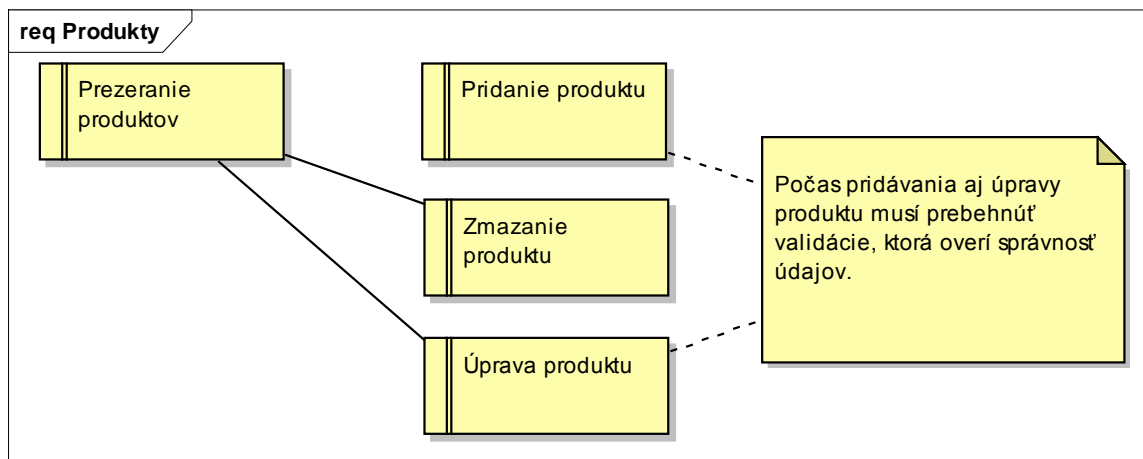 req Produkty
Prezeranie
produktov
Pridanie produktu
Zmazanie
produktu
Úprava produktu
Počas pridávania aj úpravy
produktu musí prebehnúť
validácie, ktorá overí správnosť
údajov.